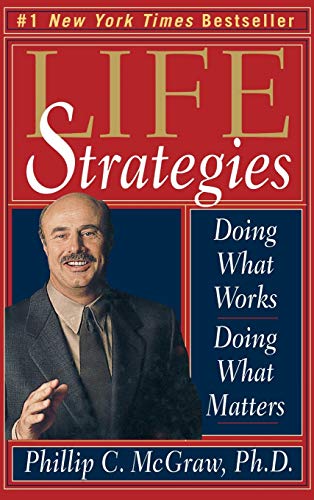 #1 New York Times Bestseller
LIFE
Strategies
Doing
What
Works
Doing
What
Matters
Phillip C. McGraw, Ph.D.